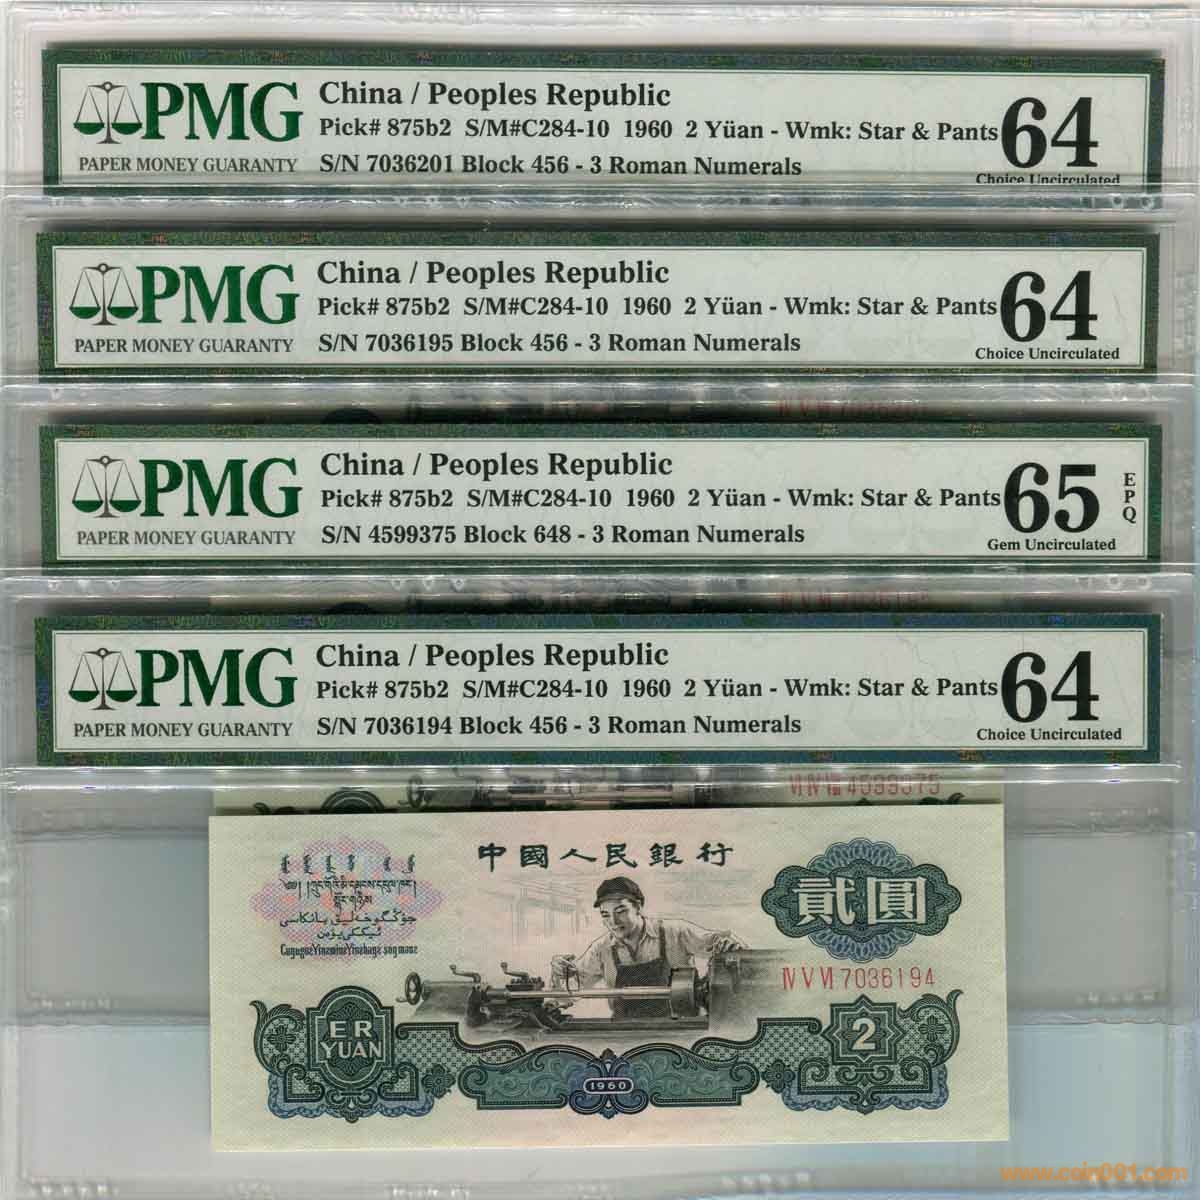 PMG
PAPER MONEY GUARANTY
China / Peoples Republic
Pick# 875b2 S/M#C284-10 1960 2 Yüan - Wmk: Star & Pants
S/N 7036201 Block 456 - 3 Roman Numerals
64
Choice Uncirculated
PMG
PAPER MONEY GUARANTY
China / Peoples Republic
Pick# 875b2 S/M#C284-10 1960 2 Yüan - Wmk: Star & Pants
S/N 7036195 Block 456 - 3 Roman Numerals
64
Choice Uncirculated
PMG
PAPER MONEY GUARANTY
China / Peoples Republic
Pick# 875b2 S/M#C284-10 1960 2 Yüan - Wmk: Star & Pants
S/N 4599375 Block 648 - 3 Roman Numerals
65
EPQ
Gem Uncirculated
PMG
PAPER MONEY GUARANTY
China / Peoples Republic
Pick# 875b2 S/M#C284-10 1960 2 Yüan - Wmk: Star & Pants
S/N 7036194 Block 456 - 3 Roman Numerals
64
Choice Uncirculated
VI IV VIII 4599375
中國人民銀行
貳圓
IV V VI 7036194
ER
YUAN
1960
2
www.coin001.com